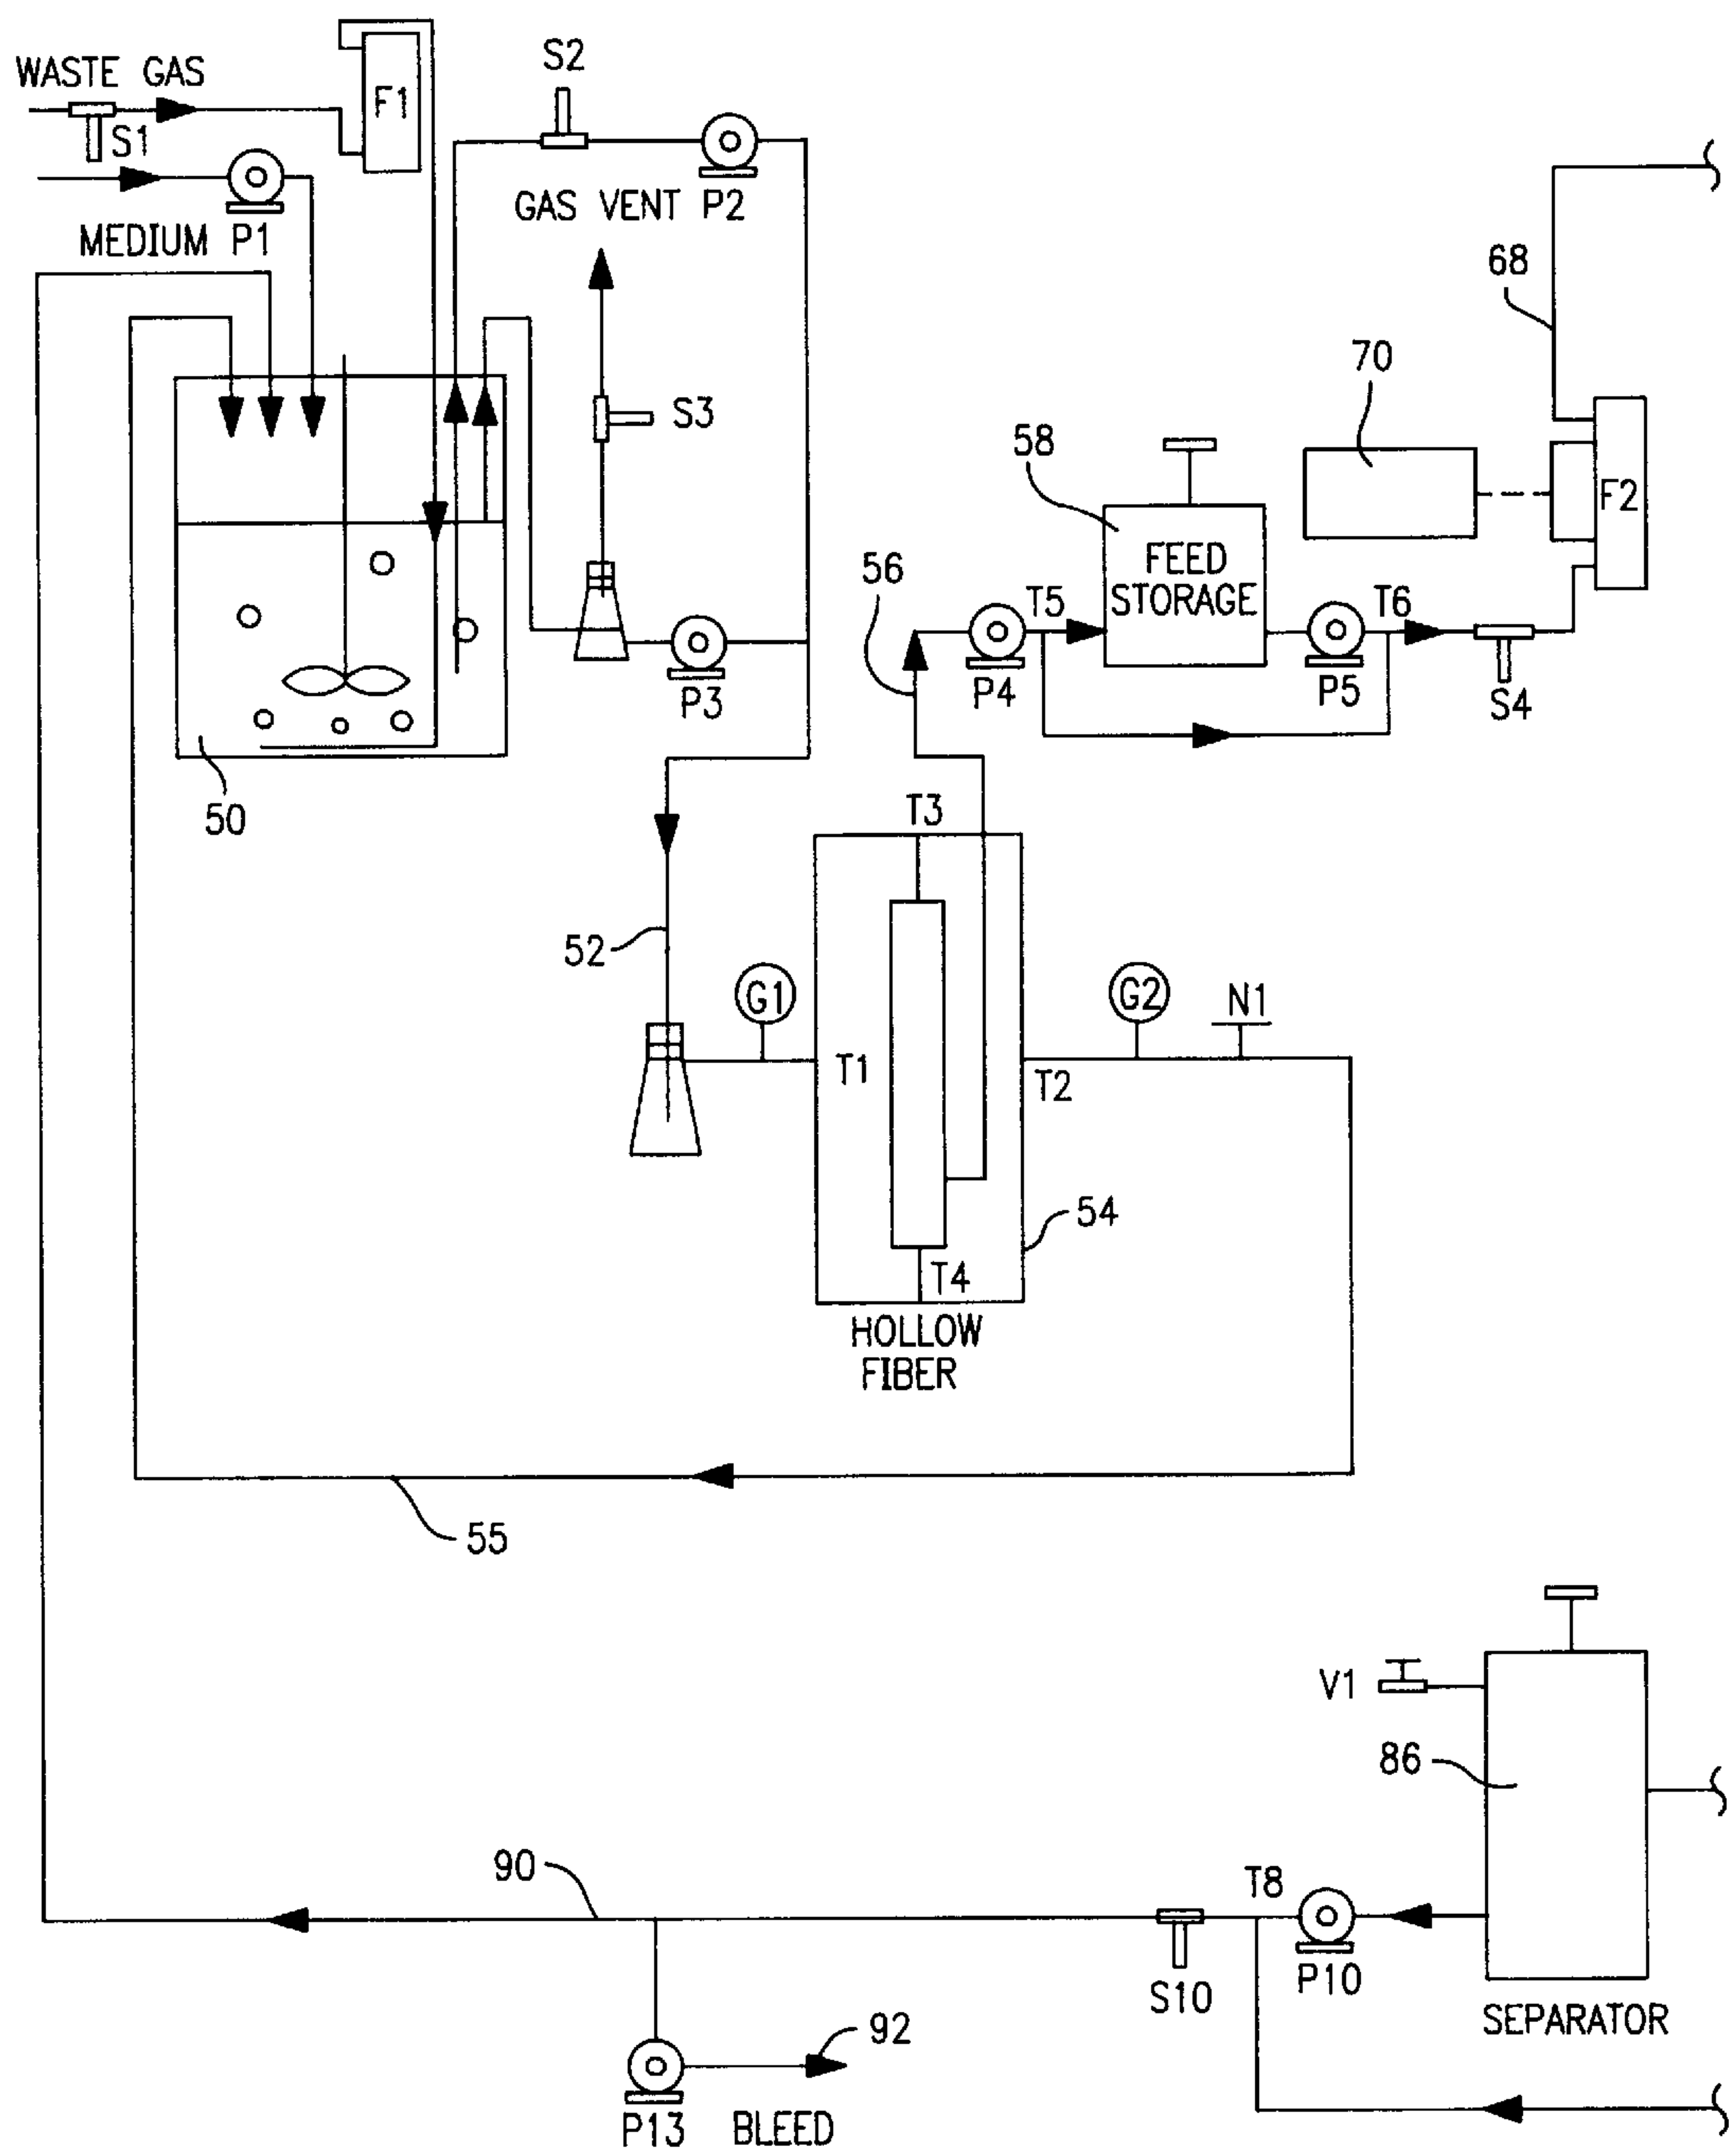 WASTE GAS
S1
F1
S2
MEDIUM P1
GAS VENT P2
68
S3
70
58
F2
FEED
STORAGE
56
T5
T6
P4
P5
S4
P3
50
T3
52
G1
G2
N1
T1
T2
54
T4
HOLLOW
FIBER
55
V1
86
90
T8
S10
P10
SEPARATOR
92
P13 BLEED